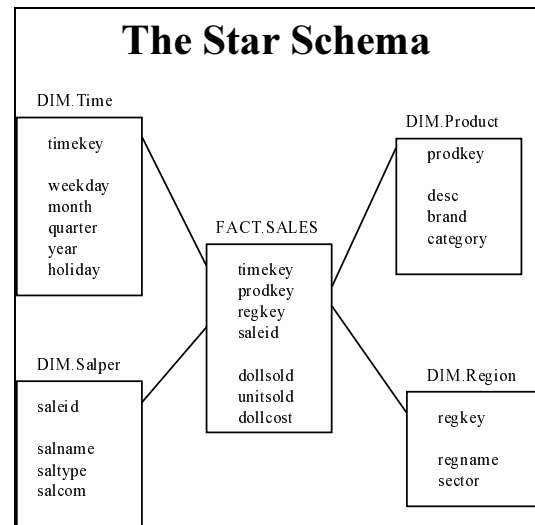 The Star Schema
DIM.Time
timekey
weekday
month
quarter
year
holiday
DIM.Product
prodkey
desc
brand
category
FACT.SALES
timekey
prodkey
regkey
saleid
dollsold
unitsold
dollcost
DIM.Salper
saleid
salname
saltype
salcom
DIM.Region
regkey
regname
sector